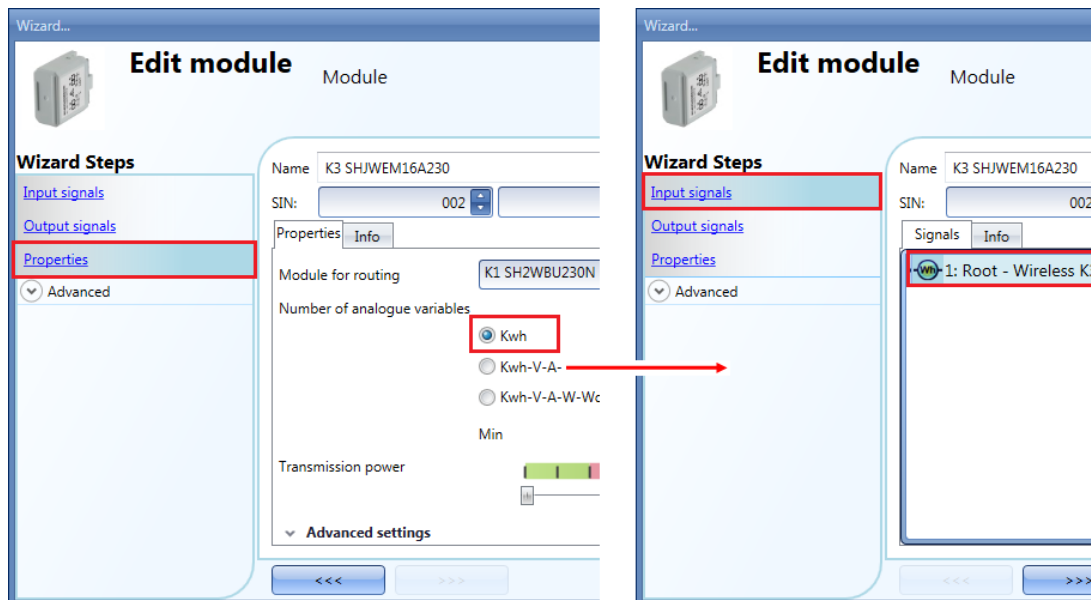 Wizard...
Edit module
Module
Wizard Steps
Input signals
Output signals
Properties
Advanced
Name K3 SHJWEM16A230
SIN: 002
Properties Info
Module for routing K1 SH2WBU230N
Number of analogue variables
Kwh
Kwh-V-A-
Kwh-V-A-W-
Min
Transmission power
Advanced settings
<<< >>>
Wizard...
Edit module
Module
Wizard Steps
Input signals
Output signals
Properties
Advanced
Name K3 SHJWEM16A230
SIN: 002
Signals Info
Wh 1: Root - Wireless
<<< >>>